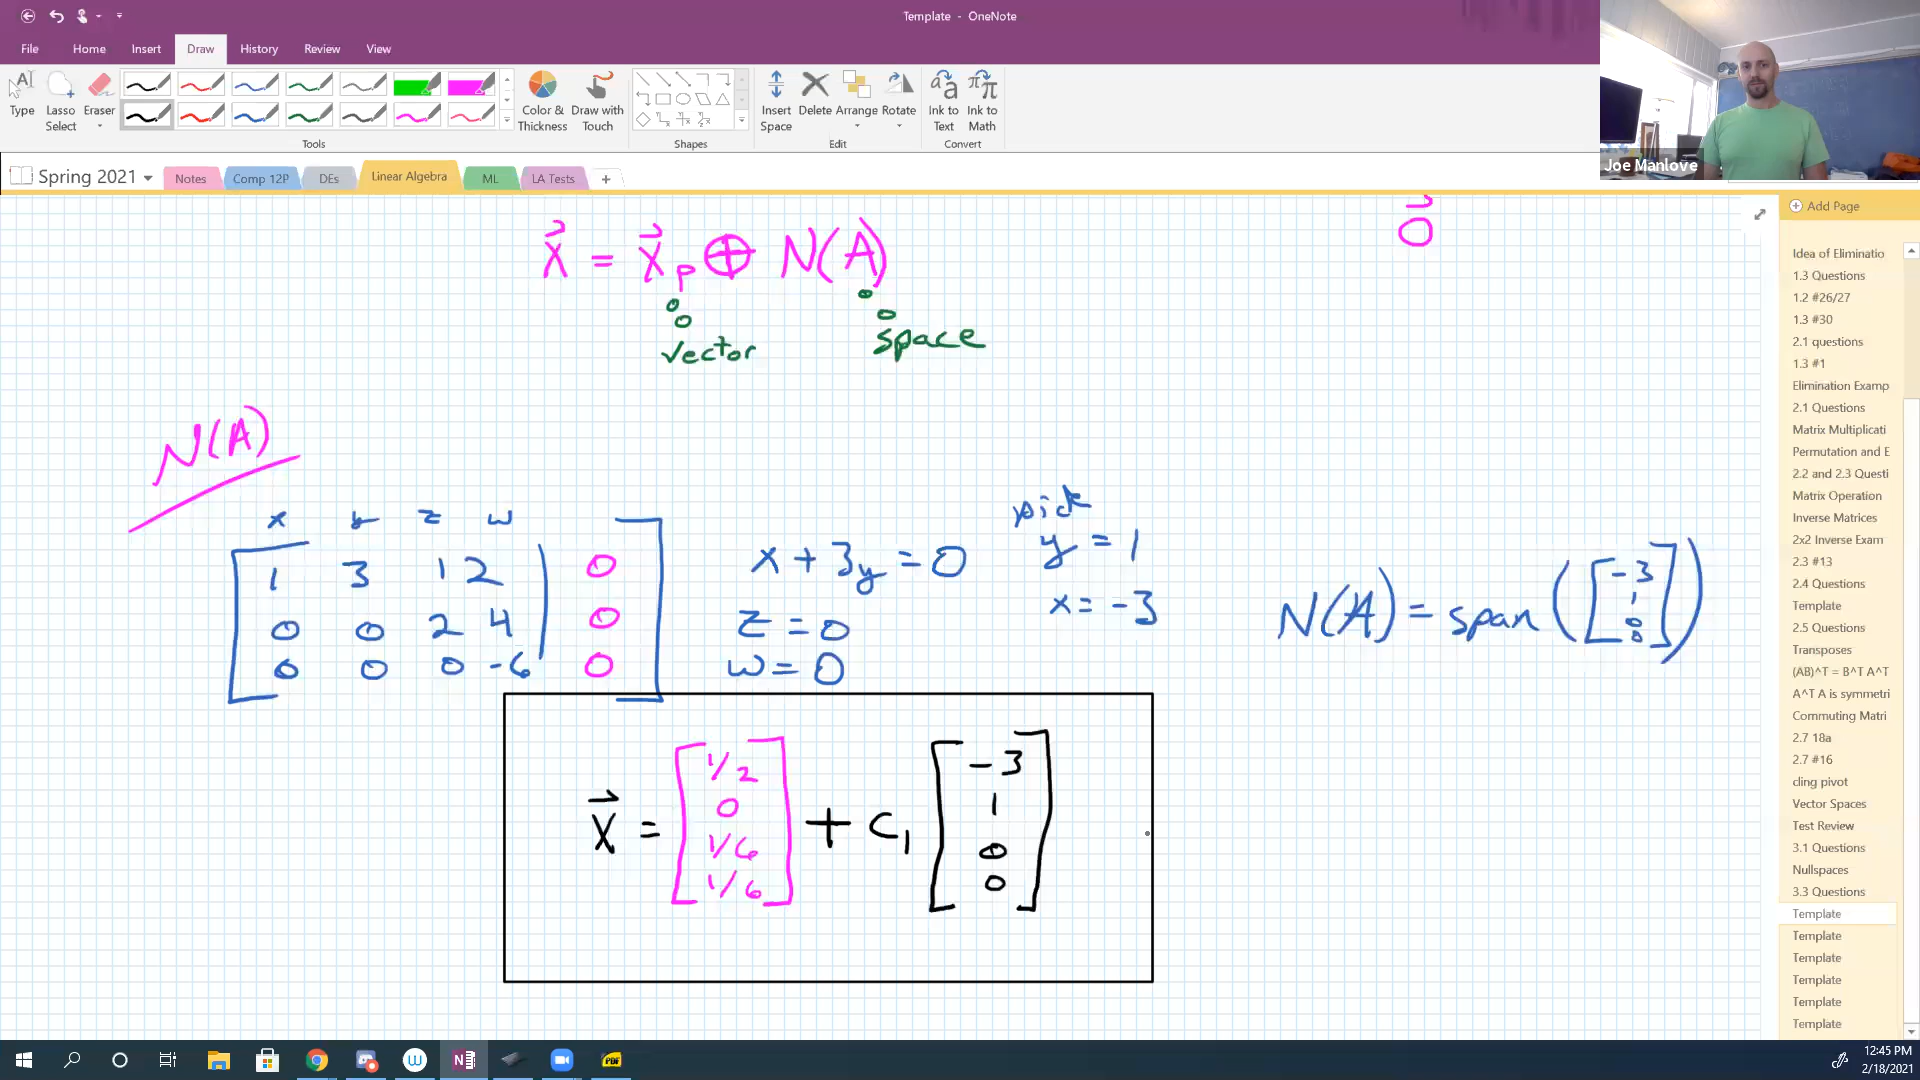 Template - OneNote
File Home Insert Draw History Review View
Type
Lasso Select
Eraser
Color & Thickness
Draw with Touch
Insert Space
Delete
Arrange
Rotate
Ink to Text
Ink to Math
Tools
Shapes
Edit
Convert
Joe Manlove
Spring 2021
Notes
Comp 12P
DEs
Linear Algebra
ML
LA Tests
Add Page
x = x_p ⊕ N(A)
vector
space
0
N(A)
x y z w
1 3 1 2 | 0
0 0 2 4 | 0
0 0 0 -6 | 0
x + 3y = 0
z = 0
w = 0
pick
y = 1
x = -3
N(A) = span ([-3 1 0 0])
x = [1/2 0 1/6 1/6] + c₁ [-3 1 0 0]
Idea of Eliminatio
1.3 Questions
1.2 #26/27
1.3 #30
2.1 questions
1.3 #1
Elimination Examp
2.1 Questions
Matrix Multiplicati
Permutation and E
2.2 and 2.3 Questi
Matrix Operation
Inverse Matrices
2x2 Inverse Exam
2.3 #13
2.4 Questions
Template
2.5 Questions
Transposes
(AB)^T = B^T A^T
A^T A is symmetri
Commuting Matri
2.7 18a
2.7 #16
cling pivot
Vector Spaces
Test Review
3.1 Questions
Nullspaces
3.3 Questions
Template
Template
Template
Template
Template
Template
12:45 PM
2/18/2021